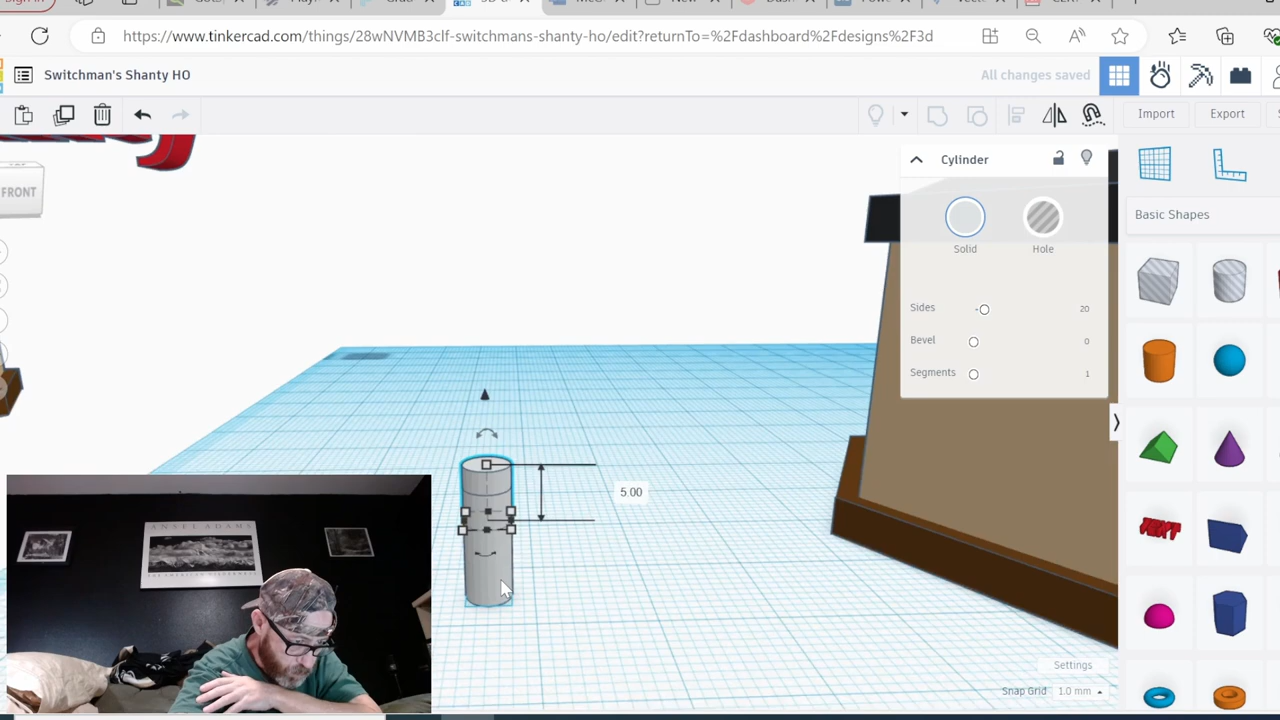 https://www.tinkercad.com/things/28wNVMB3clf-switchmans-shanty-ho/edit?returnTo=%2Fdashboard%2Fdesigns%2F3d
Switchman's Shanty HO
All changes saved
Import
Export
FRONT
Cylinder
Solid
Hole
Sides
20
Bevel
0
Segments
1
Basic Shapes
TEXT
5.00
ANSEL ADAMS
Settings
Snap Grid
1.0 mm